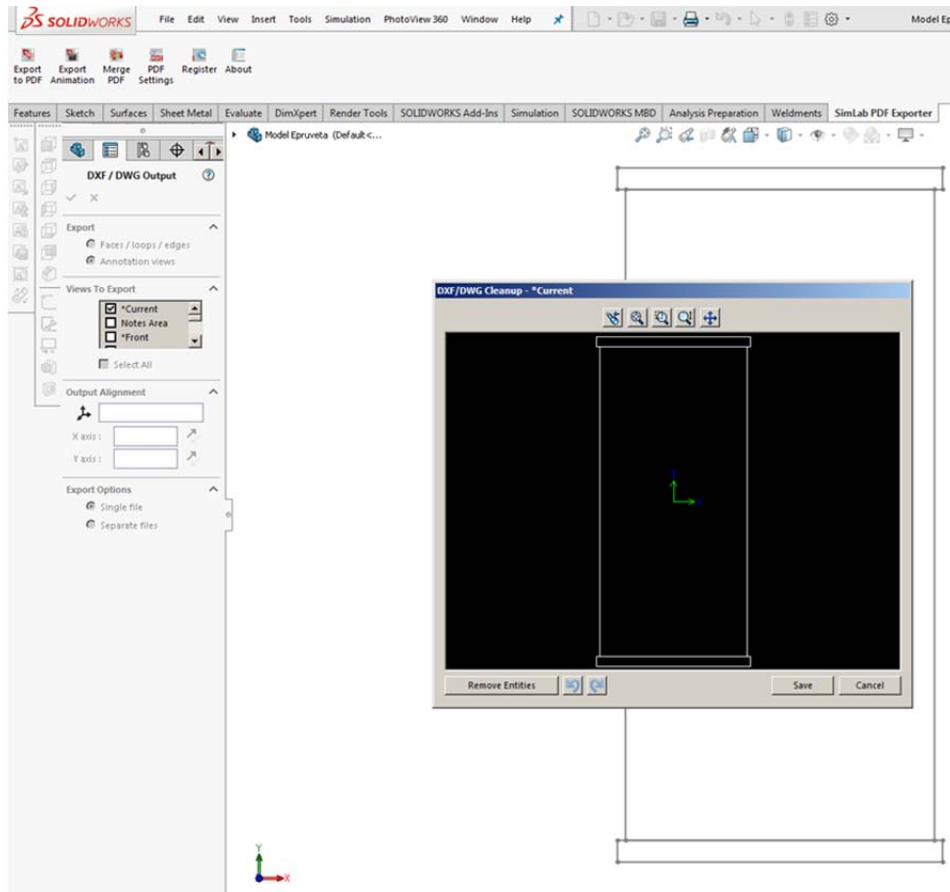 SOLIDWORKS File Edit View Insert Tools Simulation PhotoView 360 Window Help Model Ep
Export to PDF
Export Animation
Merge PDF
PDF Settings
Register
About
Features Sketch Surfaces Sheet Metal Evaluate DimXpert Render Tools SOLIDWORKS Add-Ins Simulation SOLIDWORKS MBD Analysis Preparation Weldments SimLab PDF Exporter
Model Epruveta (Default<...
DXF / DWG Output
Export
Faces / loops / edges
Annotation views
Views To Export
*Current
Notes Area
*Front
Select All
Output Alignment
X axis :
Y axis :
Export Options
Single file
Separate files
DXF/DWG Cleanup - *Current
Remove Entities Save Cancel
Y
X